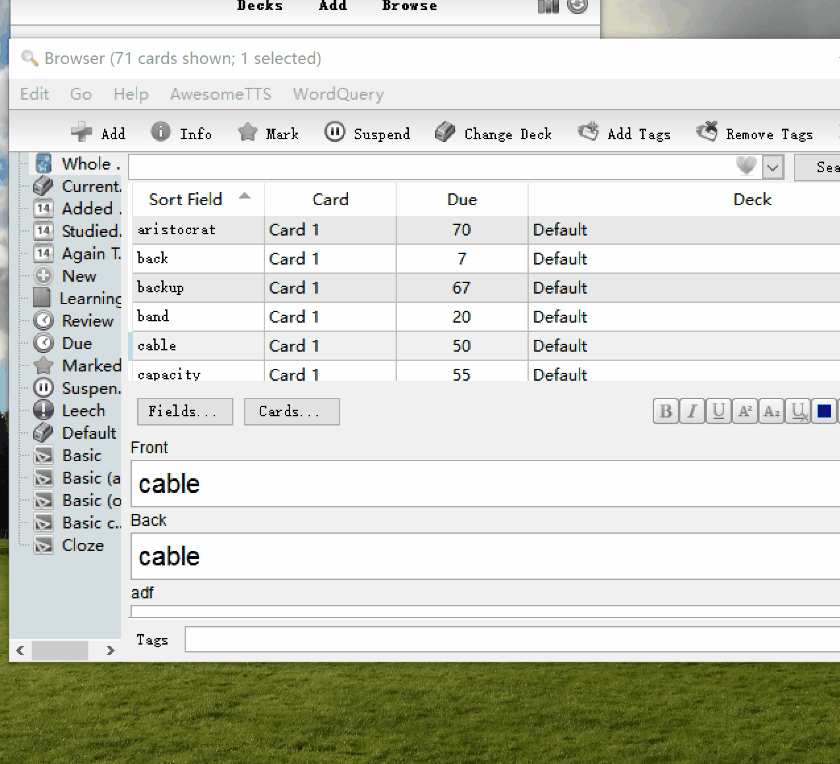 Decks Add Browse
Browser (71 cards shown; 1 selected)
Edit Go Help AwesomeTTS WordQuery
Add Info Mark Suspend Change Deck Add Tags Remove Tags
Whole .
Current.
Added .
Studied.
Again T.
New
Learning
Review
Due
Marked
Suspen.
Leech
Default
Basic
Basic (a
Basic (o
Basic c..
Cloze
Sea
Sort Field Card Due Deck
aristocrat Card 1 70 Default
back Card 1 7 Default
backup Card 1 67 Default
band Card 1 20 Default
cable Card 1 50 Default
capacity Card 1 55 Default
Fields... Cards... B I U A² A₂ U
Front
cable
Back
cable
adf
Tags